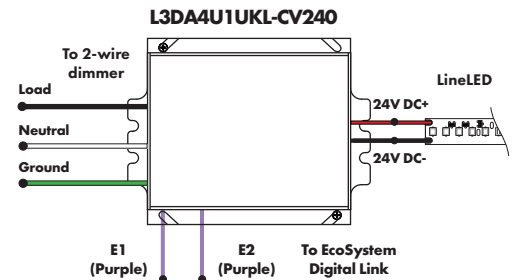 L3DA4U1UKL-CV240
To 2-wire
dimmer
Load
Neutral
Ground
LineLED
24V DC+
24V DC-
E1
(Purple)
E2
(Purple)
To EcoSystem
Digital Link